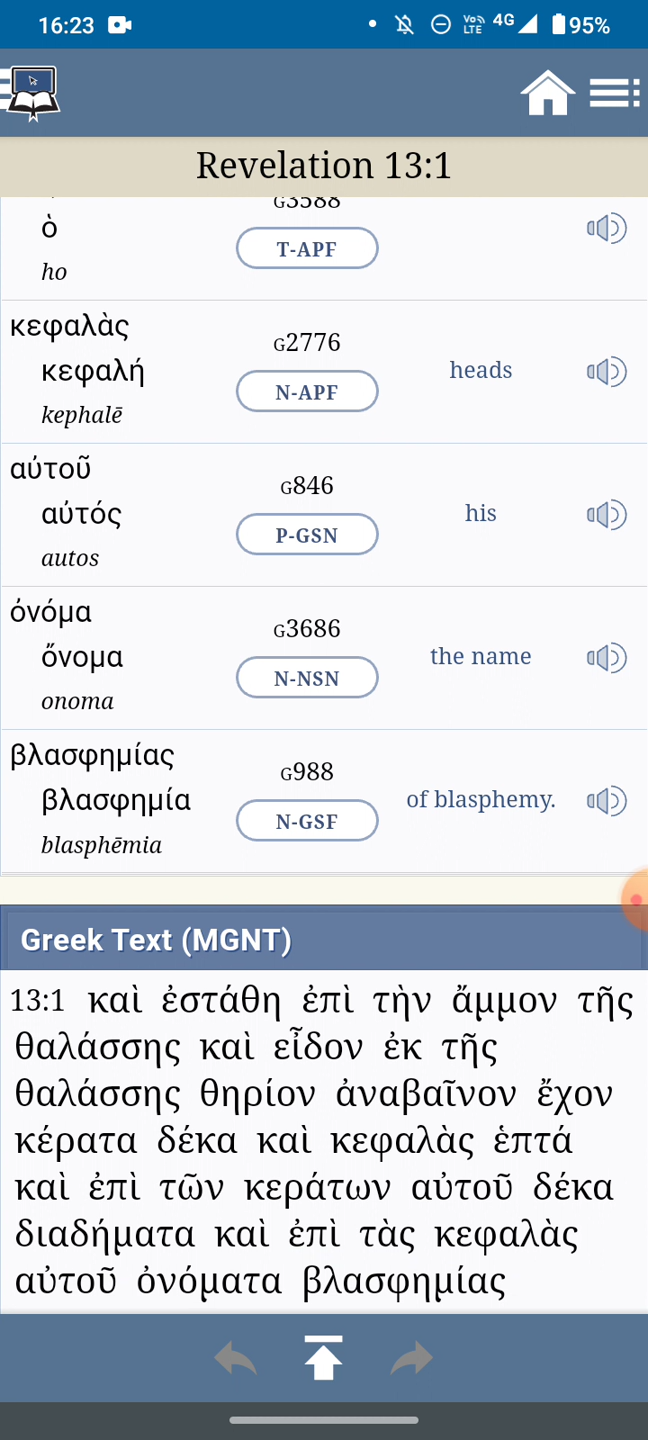 16:23 VoLTE 4G 95%
Revelation 13:1
G3588
ὁ
T-APF
ho
κεφαλὰς
G2776
κεφαλή
heads
N-APF
kephalē
αὐτοῦ
G846
αὐτός
his
P-GSN
autos
ὀνόμα
G3686
ὄνομα
the name
N-NSN
onoma
βλασφημίας
G988
βλασφημία
of blasphemy.
N-GSF
blasphēmia
Greek Text (MGNT)
13:1 καὶ ἐστάθη ἐπὶ τὴν ἄμμον τῆς
θαλάσσης καὶ εἶδον ἐκ τῆς
θαλάσσης θηρίον ἀναβαῖνον ἔχον
κέρατα δέκα καὶ κεφαλὰς ἑπτά
καὶ ἐπὶ τῶν κεράτων αὐτοῦ δέκα
διαδήματα καὶ ἐπὶ τὰς κεφαλὰς
αὐτοῦ ὀνόματα βλασφημίας